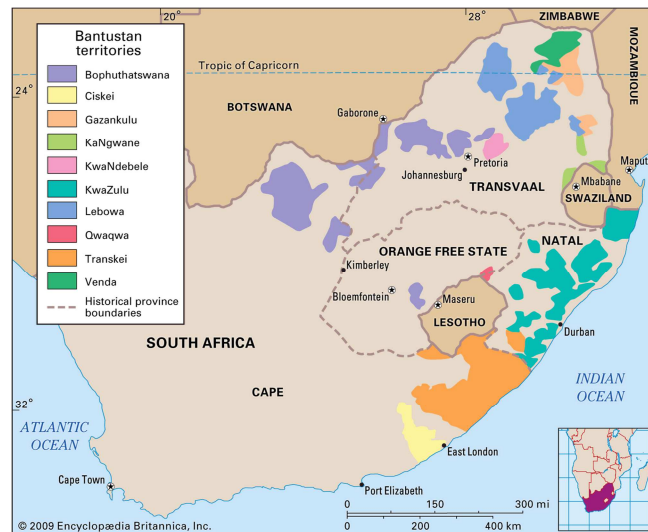 20°
28°
ZIMBABWE
MOZAMBIQUE
Bantustan
territories
Bophuthatswana
Ciskei
Gazankulu
KaNgwane
KwaNdebele
KwaZulu
Lebowa
Qwaqwa
Transkei
Venda
Historical province
boundaries
Tropic of Capricorn
24°
BOTSWANA
Gaborone
Pretoria
Johannesburg
TRANSVAAL
Maput
Mbabane
SWAZILAND
NATAL
ORANGE FREE STATE
Kimberley
Bloemfontein
Maseru
LESOTHO
Durban
SOUTH AFRICA
CAPE
INDIAN
OCEAN
32°
ATLANTIC
OCEAN
East London
Cape Town
Port Elizabeth
0 150 300 mi
0 200 400 km
© 2009 Encyclopædia Britannica, Inc.